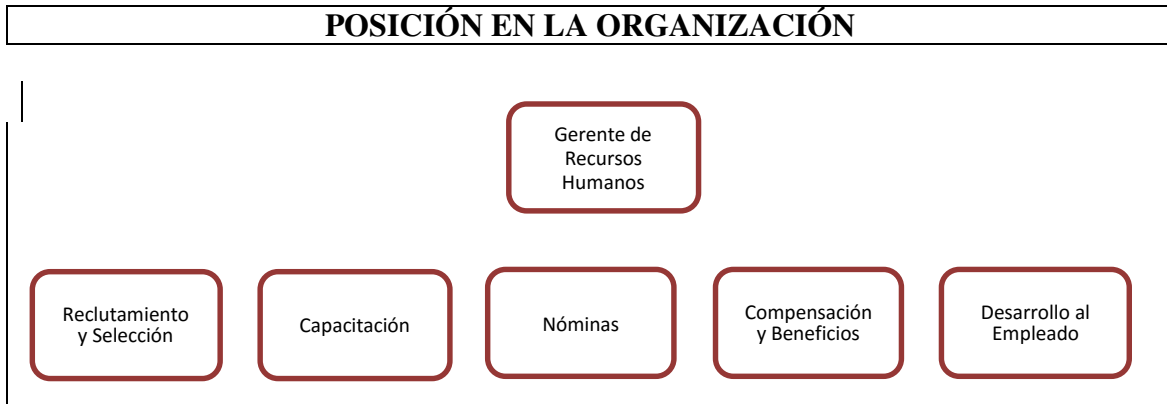 POSICIÓN EN LA ORGANIZACIÓN
Gerente de
Recursos
Humanos
Reclutamiento
y Selección
Capacitación
Nóminas
Compensación
y Beneficios
Desarrollo al
Empleado